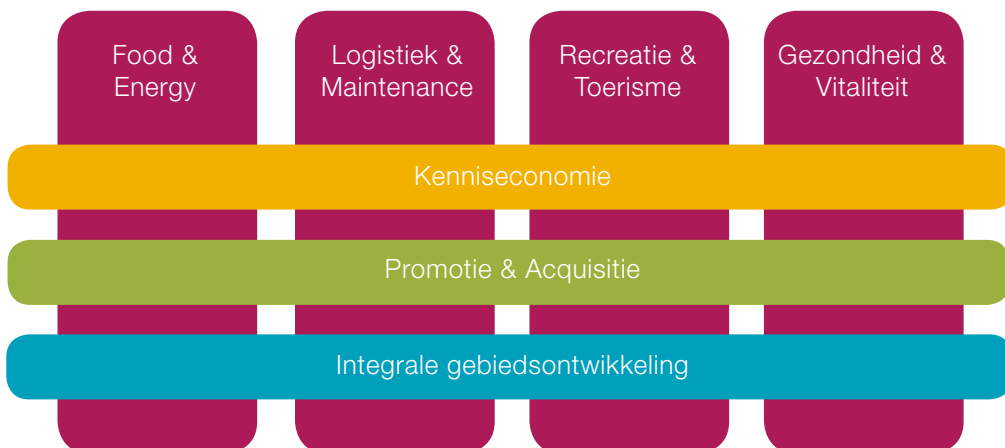 Food &
Energy
Logistiek &
Maintenance
Recreatie &
Toerisme
Gezondheid &
Vitaliteit
Kenniseconomie
Promotie & Acquisitie
Integrale gebiedsontwikkeling